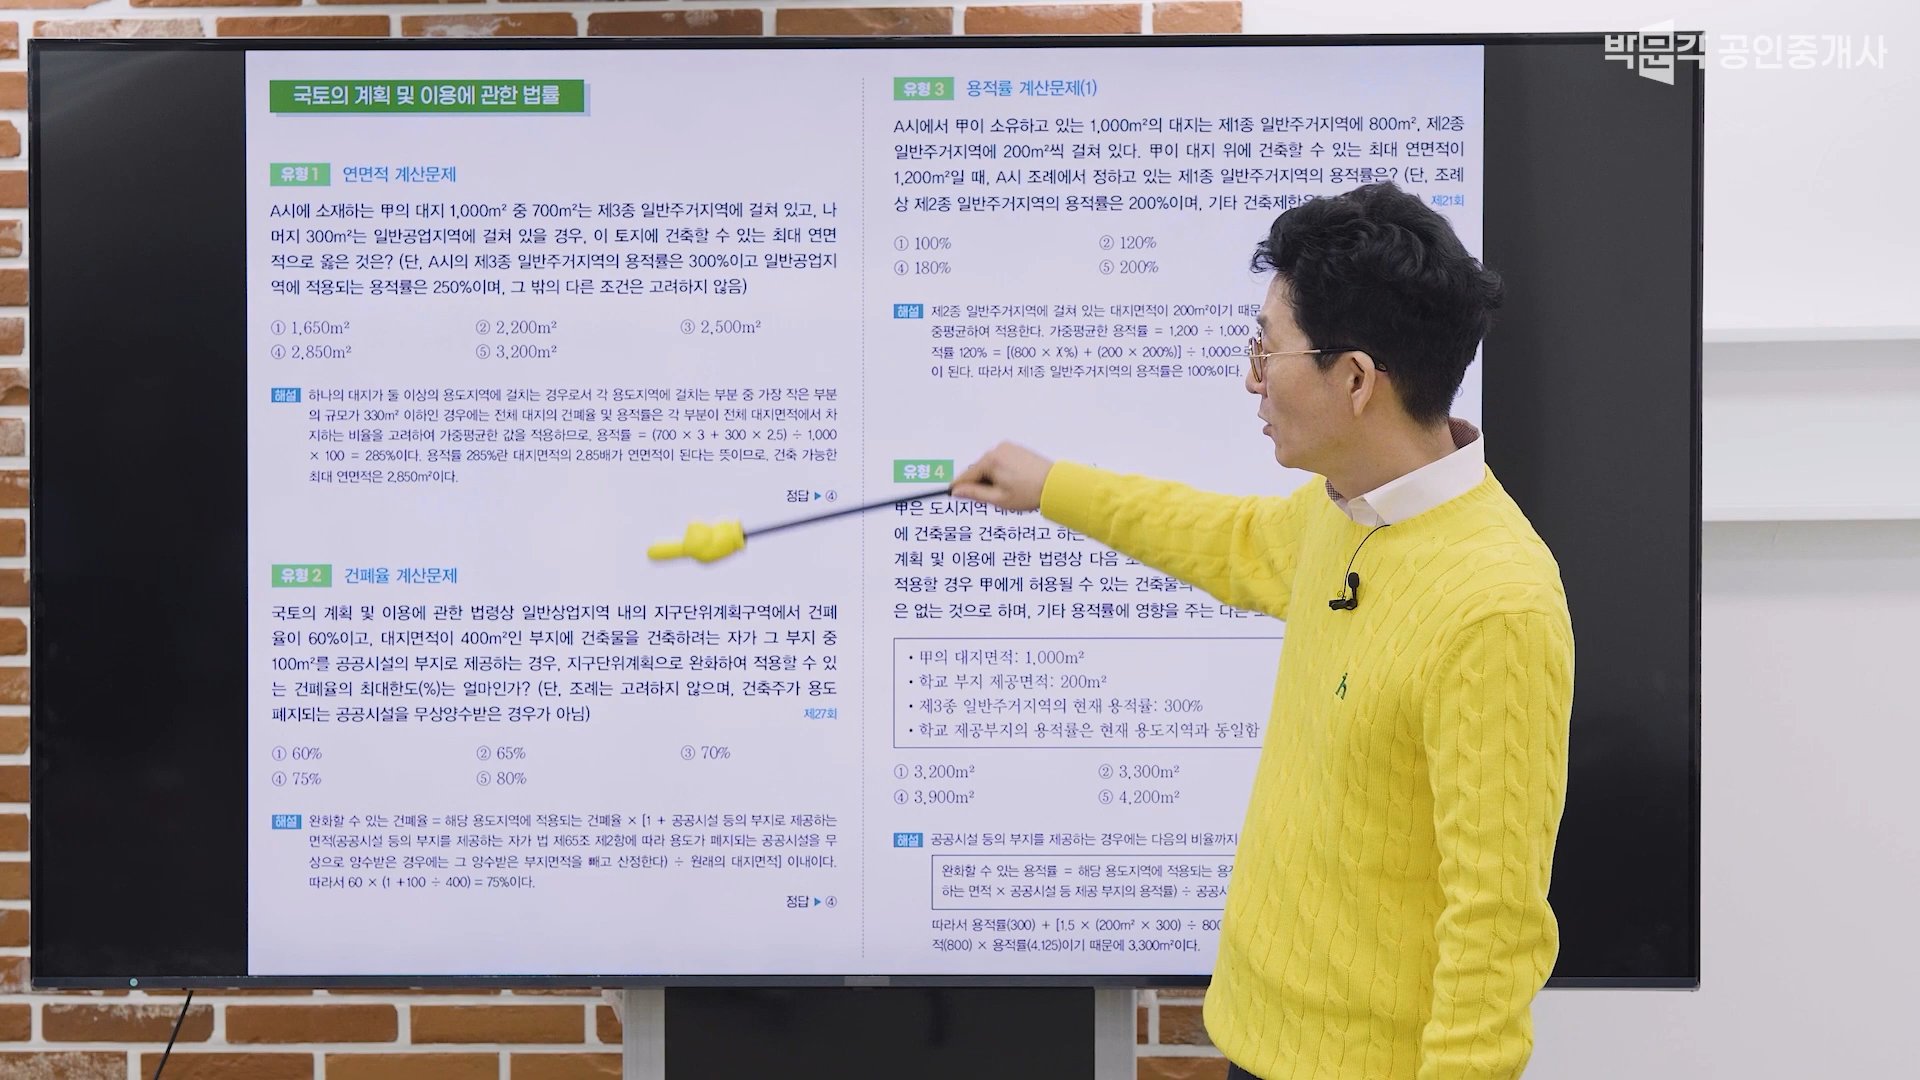 박문각 공인중개사
국토의 계획 및 이용에 관한 법률
유형 1 연면적 계산문제
A시에 소재하는 甲의 대지 1,000m² 중 700m²는 제3종 일반주거지역에 걸쳐 있고, 나
머지 300m²는 일반공업지역에 걸쳐 있을 경우, 이 토지에 건축할 수 있는 최대 연면
적으로 옳은 것은? (단, A시의 제3종 일반주거지역의 용적률은 300%이고 일반공업지
역에 적용되는 용적률은 250%이며, 그 밖의 다른 조건은 고려하지 않음)
① 1,650m² ② 2,200m² ③ 2,500m²
④ 2,850m² ⑤ 3,200m²
해설 하나의 대지가 둘 이상의 용도지역에 걸치는 경우로서 각 용도지역에 걸치는 부분 중 가장 작은 부분
의 규모가 330m² 이하인 경우에는 전체 대지의 건폐율 및 용적률은 각 부분이 전체 대지면적에서 차
지하는 비율을 고려하여 가중평균한 값을 적용하므로, 용적률 = (700 × 3 + 300 × 2.5) ÷ 1,000
× 100 = 285%이다. 용적률 285%란 대지면적의 2.85배가 연면적이 된다는 뜻이므로, 건축 가능한
최대 연면적은 2,850m²이다.
정답 ▶ ④
유형 2 건폐율 계산문제
국토의 계획 및 이용에 관한 법령상 일반상업지역 내의 지구단위계획구역에서 건폐
율이 60%이고, 대지면적이 400m²인 부지에 건축물을 건축하려는 자가 그 부지 중
100m²를 공공시설의 부지로 제공하는 경우, 지구단위계획으로 완화하여 적용할 수 있
는 건폐율의 최대한도(%)는 얼마인가? (단, 조례는 고려하지 않으며, 건축주가 용도
폐지되는 공공시설을 무상양수받은 경우가 아님) 제27회
① 60% ② 65% ③ 70%
④ 75% ⑤ 80%
해설 완화할 수 있는 건폐율 = 해당 용도지역에 적용되는 건폐율 × [1 + 공공시설 등의 부지로 제공하는
면적(공공시설 등의 부지를 제공하는 자가 법 제65조 제2항에 따라 용도가 폐지되는 공공시설을 무
상으로 양수받은 경우에는 그 양수받은 부지면적을 빼고 산정한다) ÷ 원래의 대지면적] 이내이다.
따라서 60 × (1 +100 ÷ 400) = 75%이다.
정답 ▶ ④
유형 3 용적률 계산문제(1)
A시에서 甲이 소유하고 있는 1,000m²의 대지는 제1종 일반주거지역에 800m², 제2종
일반주거지역에 200m²씩 걸쳐 있다. 甲이 대지 위에 건축할 수 있는 최대 연면적이
1,200m²일 때, A시 조례에서 정하고 있는 제1종 일반주거지역의 용적률은? (단, 조례
상 제2종 일반주거지역의 용적률은 200%이며, 기타 건축제한은 제21회
① 100% ② 120%
④ 180% ⑤ 200%
해설 제2종 일반주거지역에 걸쳐 있는 대지면적이 200m²이기 때문
중평균하여 적용한다. 가중평균한 용적률 = 1,200 ÷ 1,000
적률 120% = [(800 × X%) + (200 × 200%)] ÷ 1,000으로
이 된다. 따라서 제1종 일반주거지역의 용적률은 100%이다.
유형 4
甲은 도시지역 내에
에 건축물을 건축하려고 하는
계획 및 이용에 관한 법령상 다음
적용할 경우 甲에게 허용될 수 있는 건축물의
은 없는 것으로 하며, 기타 용적률에 영향을 주는 다른
• 甲의 대지면적: 1,000m²
• 학교 부지 제공면적: 200m²
• 제3종 일반주거지역의 현재 용적률: 300%
• 학교 제공부지의 용적률은 현재 용도지역과 동일함
① 3,200m² ② 3,300m²
④ 3,900m² ⑤ 4,200m²
해설 공공시설 등의 부지를 제공하는 경우에는 다음의 비율까지
완화할 수 있는 용적률 = 해당 용도지역에 적용되는 용적
하는 면적 × 공공시설 등 제공 부지의 용적률) ÷ 공공시
따라서 용적률(300) + [1.5 × (200m² × 300) ÷ 800
적(800) × 용적률(4.125)이기 때문에 3,300m²이다.